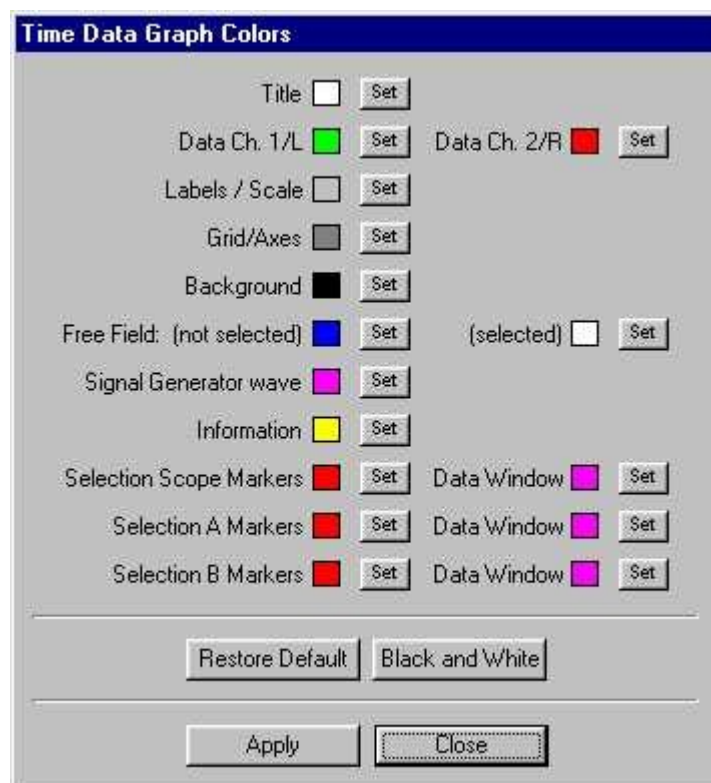 Time Data Graph Colors
Title Set
Data Ch. 1/L Set Data Ch. 2/R Set
Labels / Scale Set
Grid/Axes Set
Background Set
Free Field: (not selected) Set (selected) Set
Signal Generator wave Set
Information Set
Selection Scope Markers Set Data Window Set
Selection A Markers Set Data Window Set
Selection B Markers Set Data Window Set
Restore Default Black and White
Apply Close